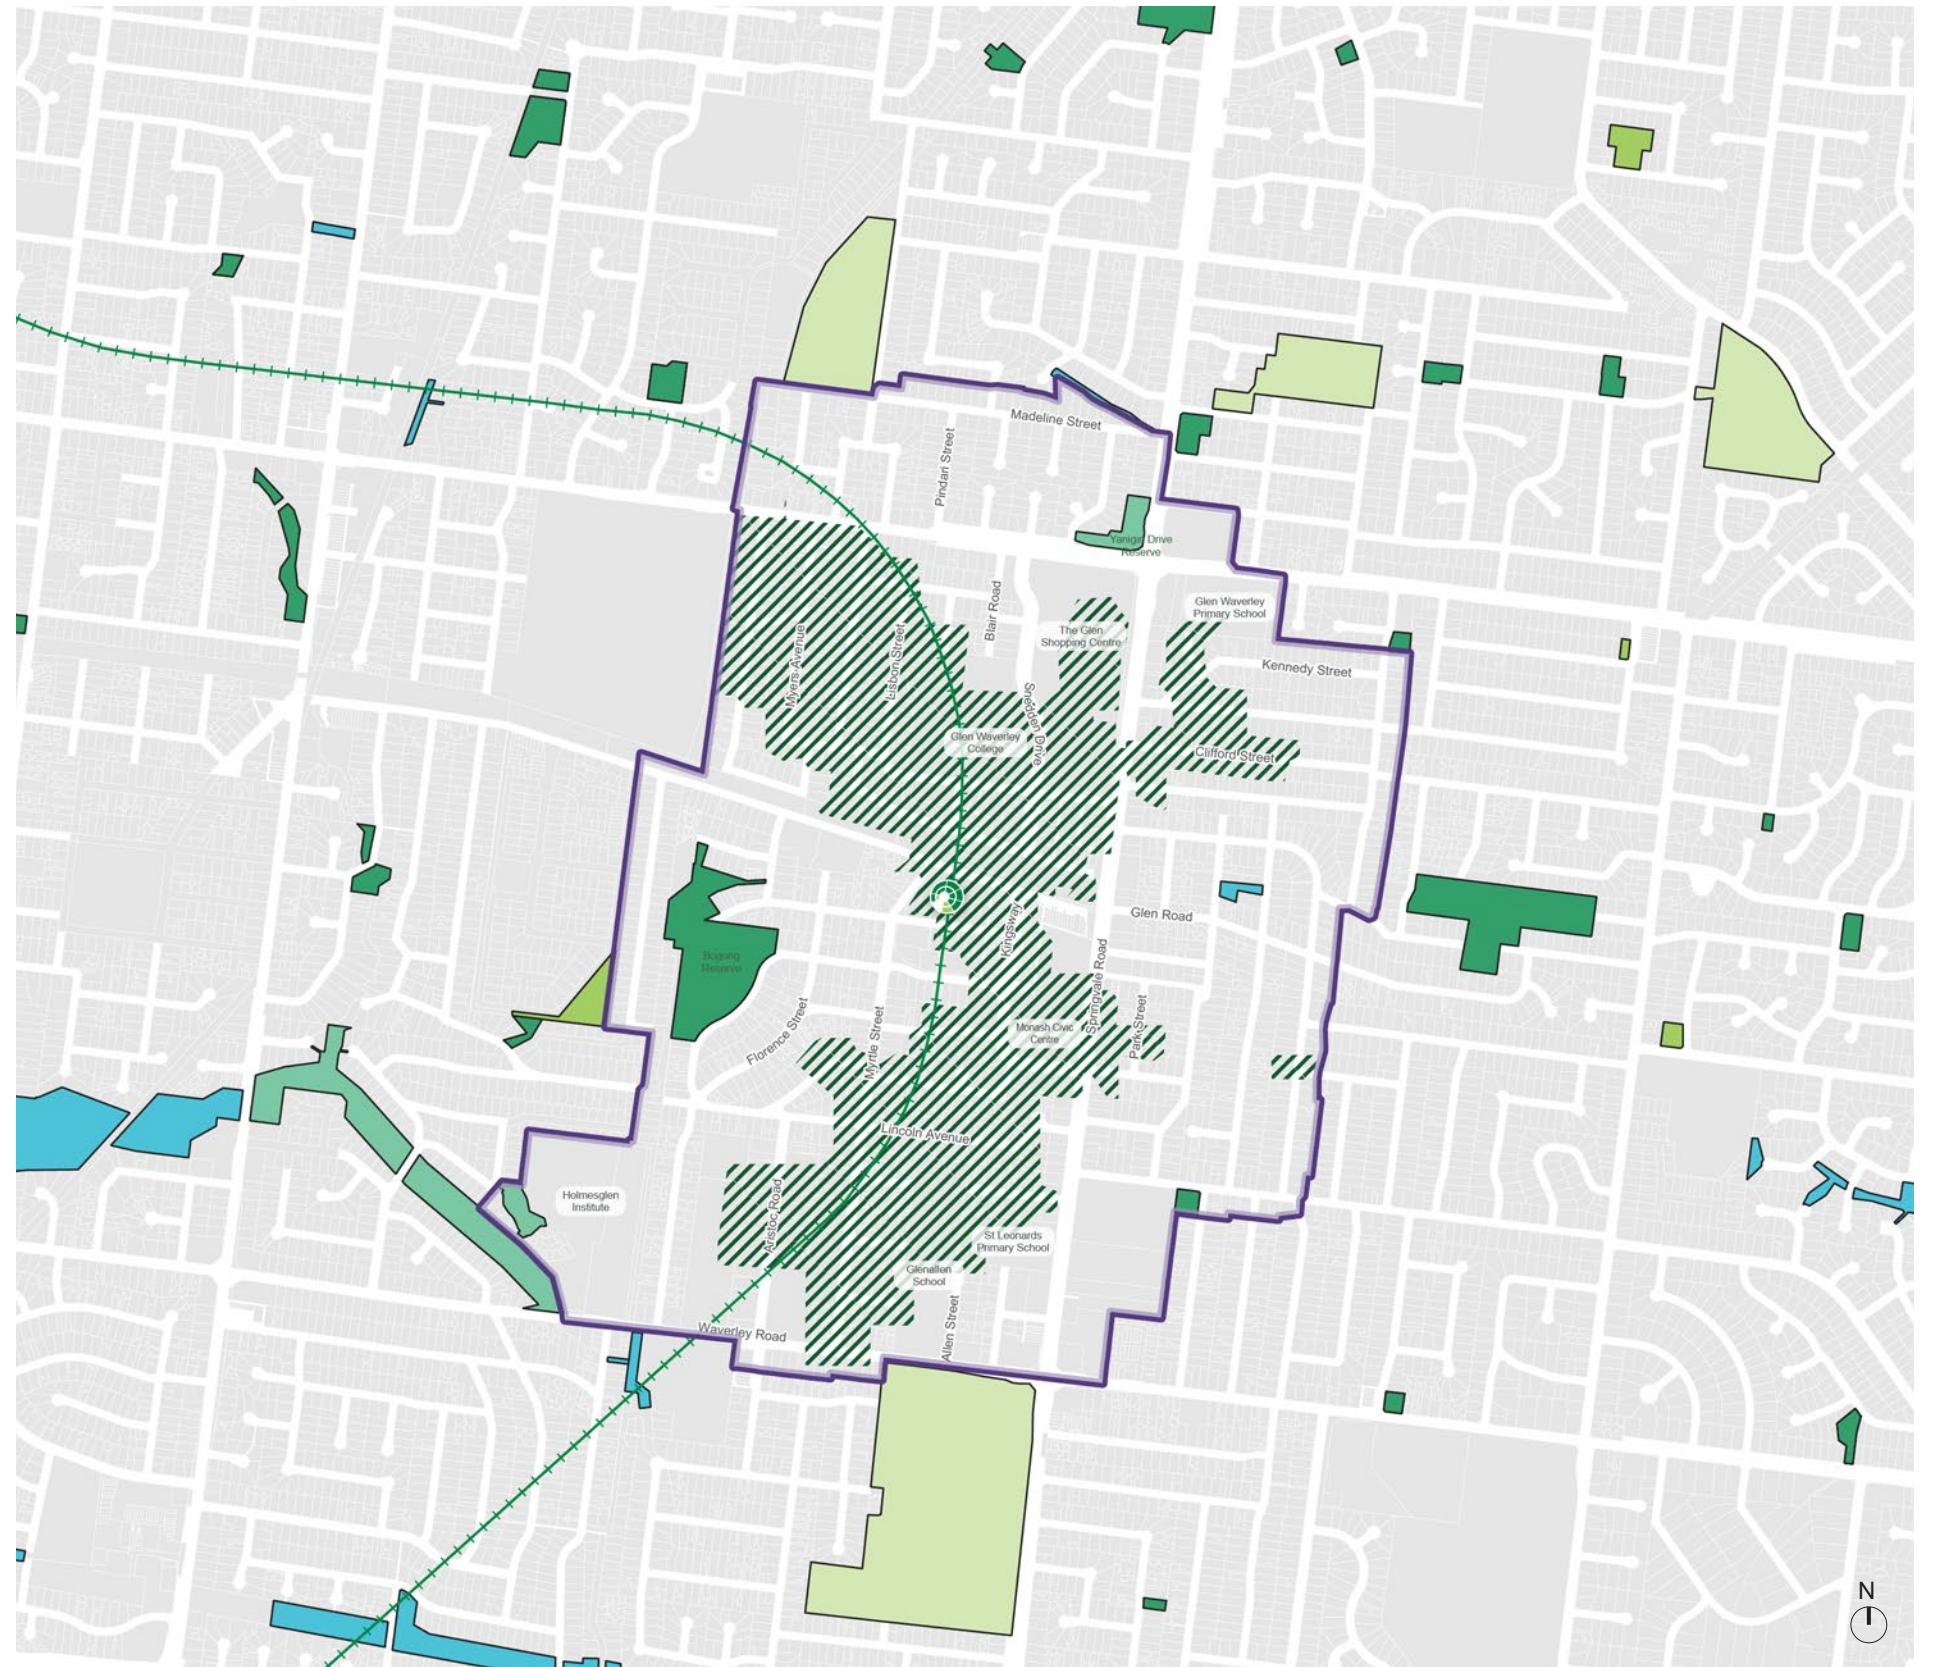 Madeline Street
Pindari Street
Yanigin Drive
Reserve
Blair Road
Glen Waverley
Primary School
The Glen
Shopping Centre
Myers Avenue
Lisbon Street
Kennedy Street
Snedden Drive
Glen Waverley
College
Clifford Street
Kingsway
Glen Road
Bogong
Reserve
Springvale Road
Florence Street
Myrtle Street
Monash Civic
Centre
Park Street
Lincoln Avenue
Holmesglen
Institute
Aristoc Road
St Leonards
Primary School
Glenallen
School
Waverley Road
Allen Street
N